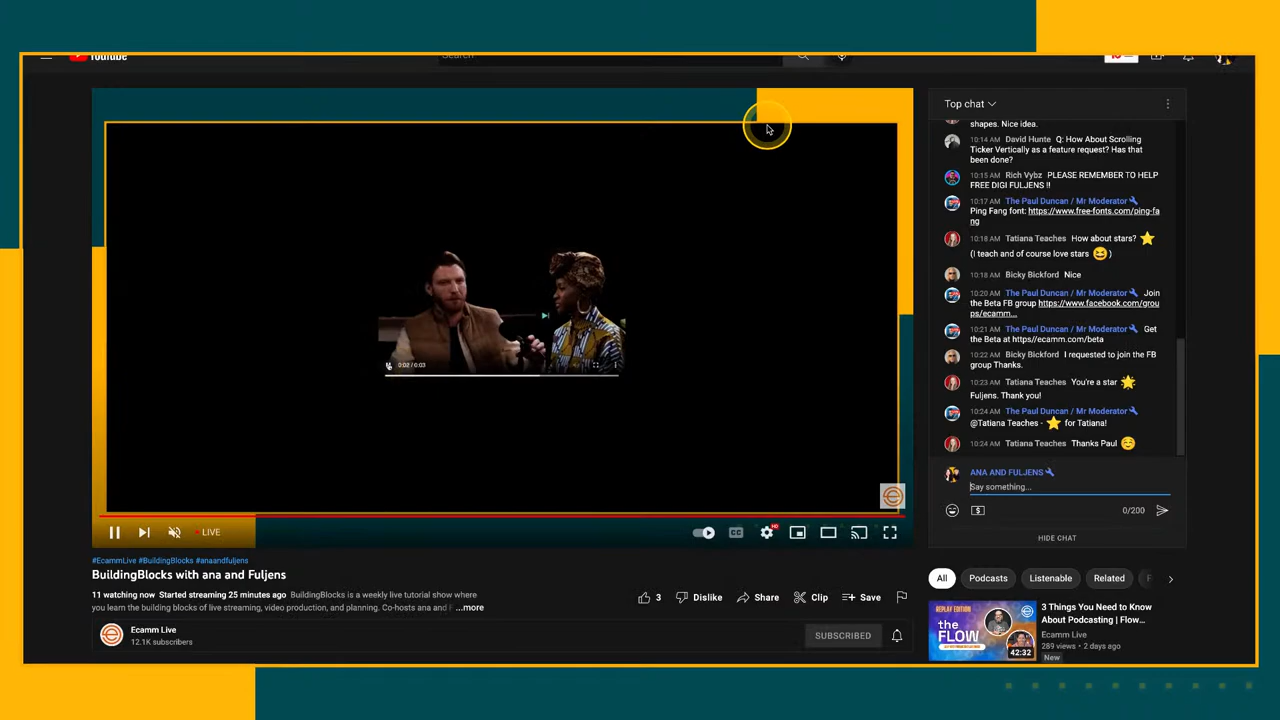 YouTube
Search
Top chat
shapes. Nice idea.
10:14 AM David Hunte Q: How About Scrolling
Ticker Vertically as a feature request? Has that
been done?
10:15 AM Rich Vybz PLEASE REMEMBER TO HELP
FREE DIGI FULJENS !!
10:17 AM The Paul Duncan / Mr Moderator
Ping Fang font: https://www.free-fonts.com/ping-fa
ng
10:18 AM Tatiana Teaches How about stars? ⭐
(I teach and of course love stars 😆 )
10:18 AM Bicky Bickford Nice
10:20 AM The Paul Duncan / Mr Moderator Join
the Beta FB group https://www.facebook.com/grou
ps/ecamm...
10:21 AM The Paul Duncan / Mr Moderator Get
the Beta at https//ecamm.com/beta
10:22 AM Bicky Bickford I requested to join the FB
group Thanks.
10:23 AM Tatiana Teaches You're a star 🌟
Fuljens. Thank you!
10:24 AM The Paul Duncan / Mr Moderator
@Tatiana Teaches - ⭐ for Tatiana!
10:24 AM Tatiana Teaches Thanks Paul 😊
ANA AND FULJENS
Say something...
0/200
HIDE CHAT
0:02 / 0:03
LIVE
CC
HD
#EcammLive #BuildingBlocks #anaandfuljens
BuildingBlocks with ana and Fuljens
11 watching now Started streaming 25 minutes ago BuildingBlocks is a weekly live tutorial show where
you learn the building blocks of live streaming, video production, and planning. Co-hosts ana and F ...more
3 Dislike Share Clip Save
Ecamm Live
12.1K subscribers
SUBSCRIBED
All Podcasts Listenable Related
REPLAY EDITION
the
FLOW
42:32
3 Things You Need to Know
About Podcasting | Flow...
Ecamm Live
289 views • 2 days ago
New